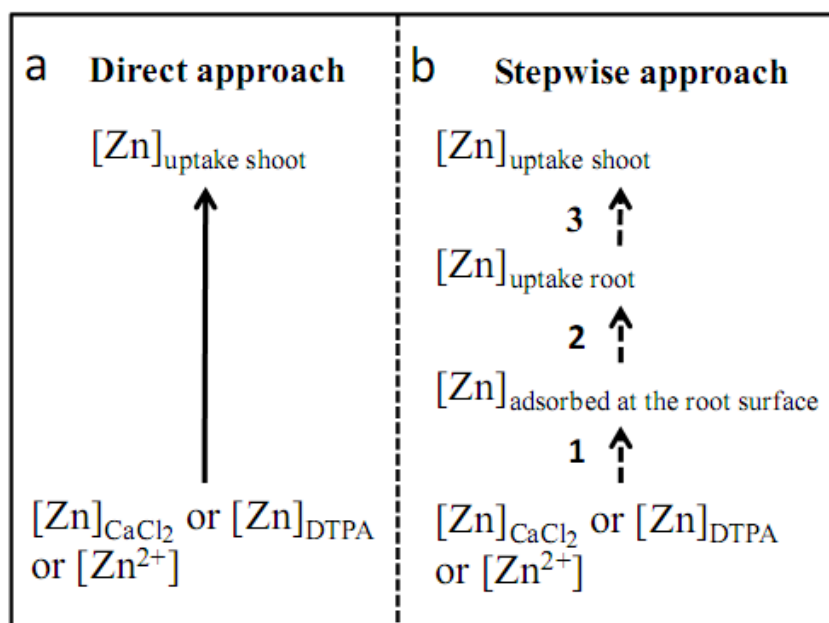 a Direct approach
[Zn]uptake shoot
[Zn]CaCl₂ or [Zn]DTPA
or [Zn²⁺]
b Stepwise approach
[Zn]uptake shoot
3
[Zn]uptake root
2
[Zn]adsorbed at the root surface
1
[Zn]CaCl₂ or [Zn]DTPA
or [Zn²⁺]